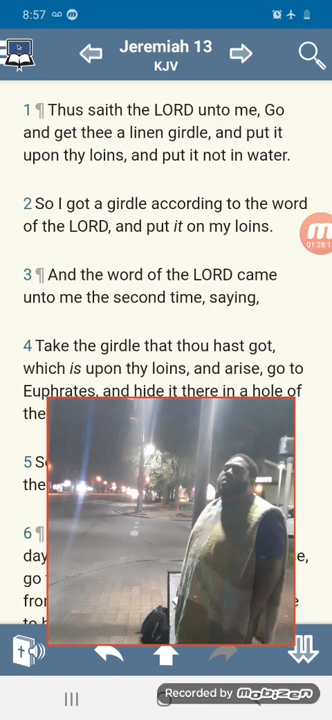 8:57
Jeremiah 13
KJV
1 ¶ Thus saith the LORD unto me, Go
and get thee a linen girdle, and put it
upon thy loins, and put it not in water.
2 So I got a girdle according to the word
of the LORD, and put it on my loins.
01:28:1
3 ¶ And the word of the LORD came
unto me the second time, saying,
4 Take the girdle that thou hast got,
which is upon thy loins, and arise, go to
Euphrates, and hide it there in a hole of
the
5
the
6 ¶
day
go
Recorded by mobizen